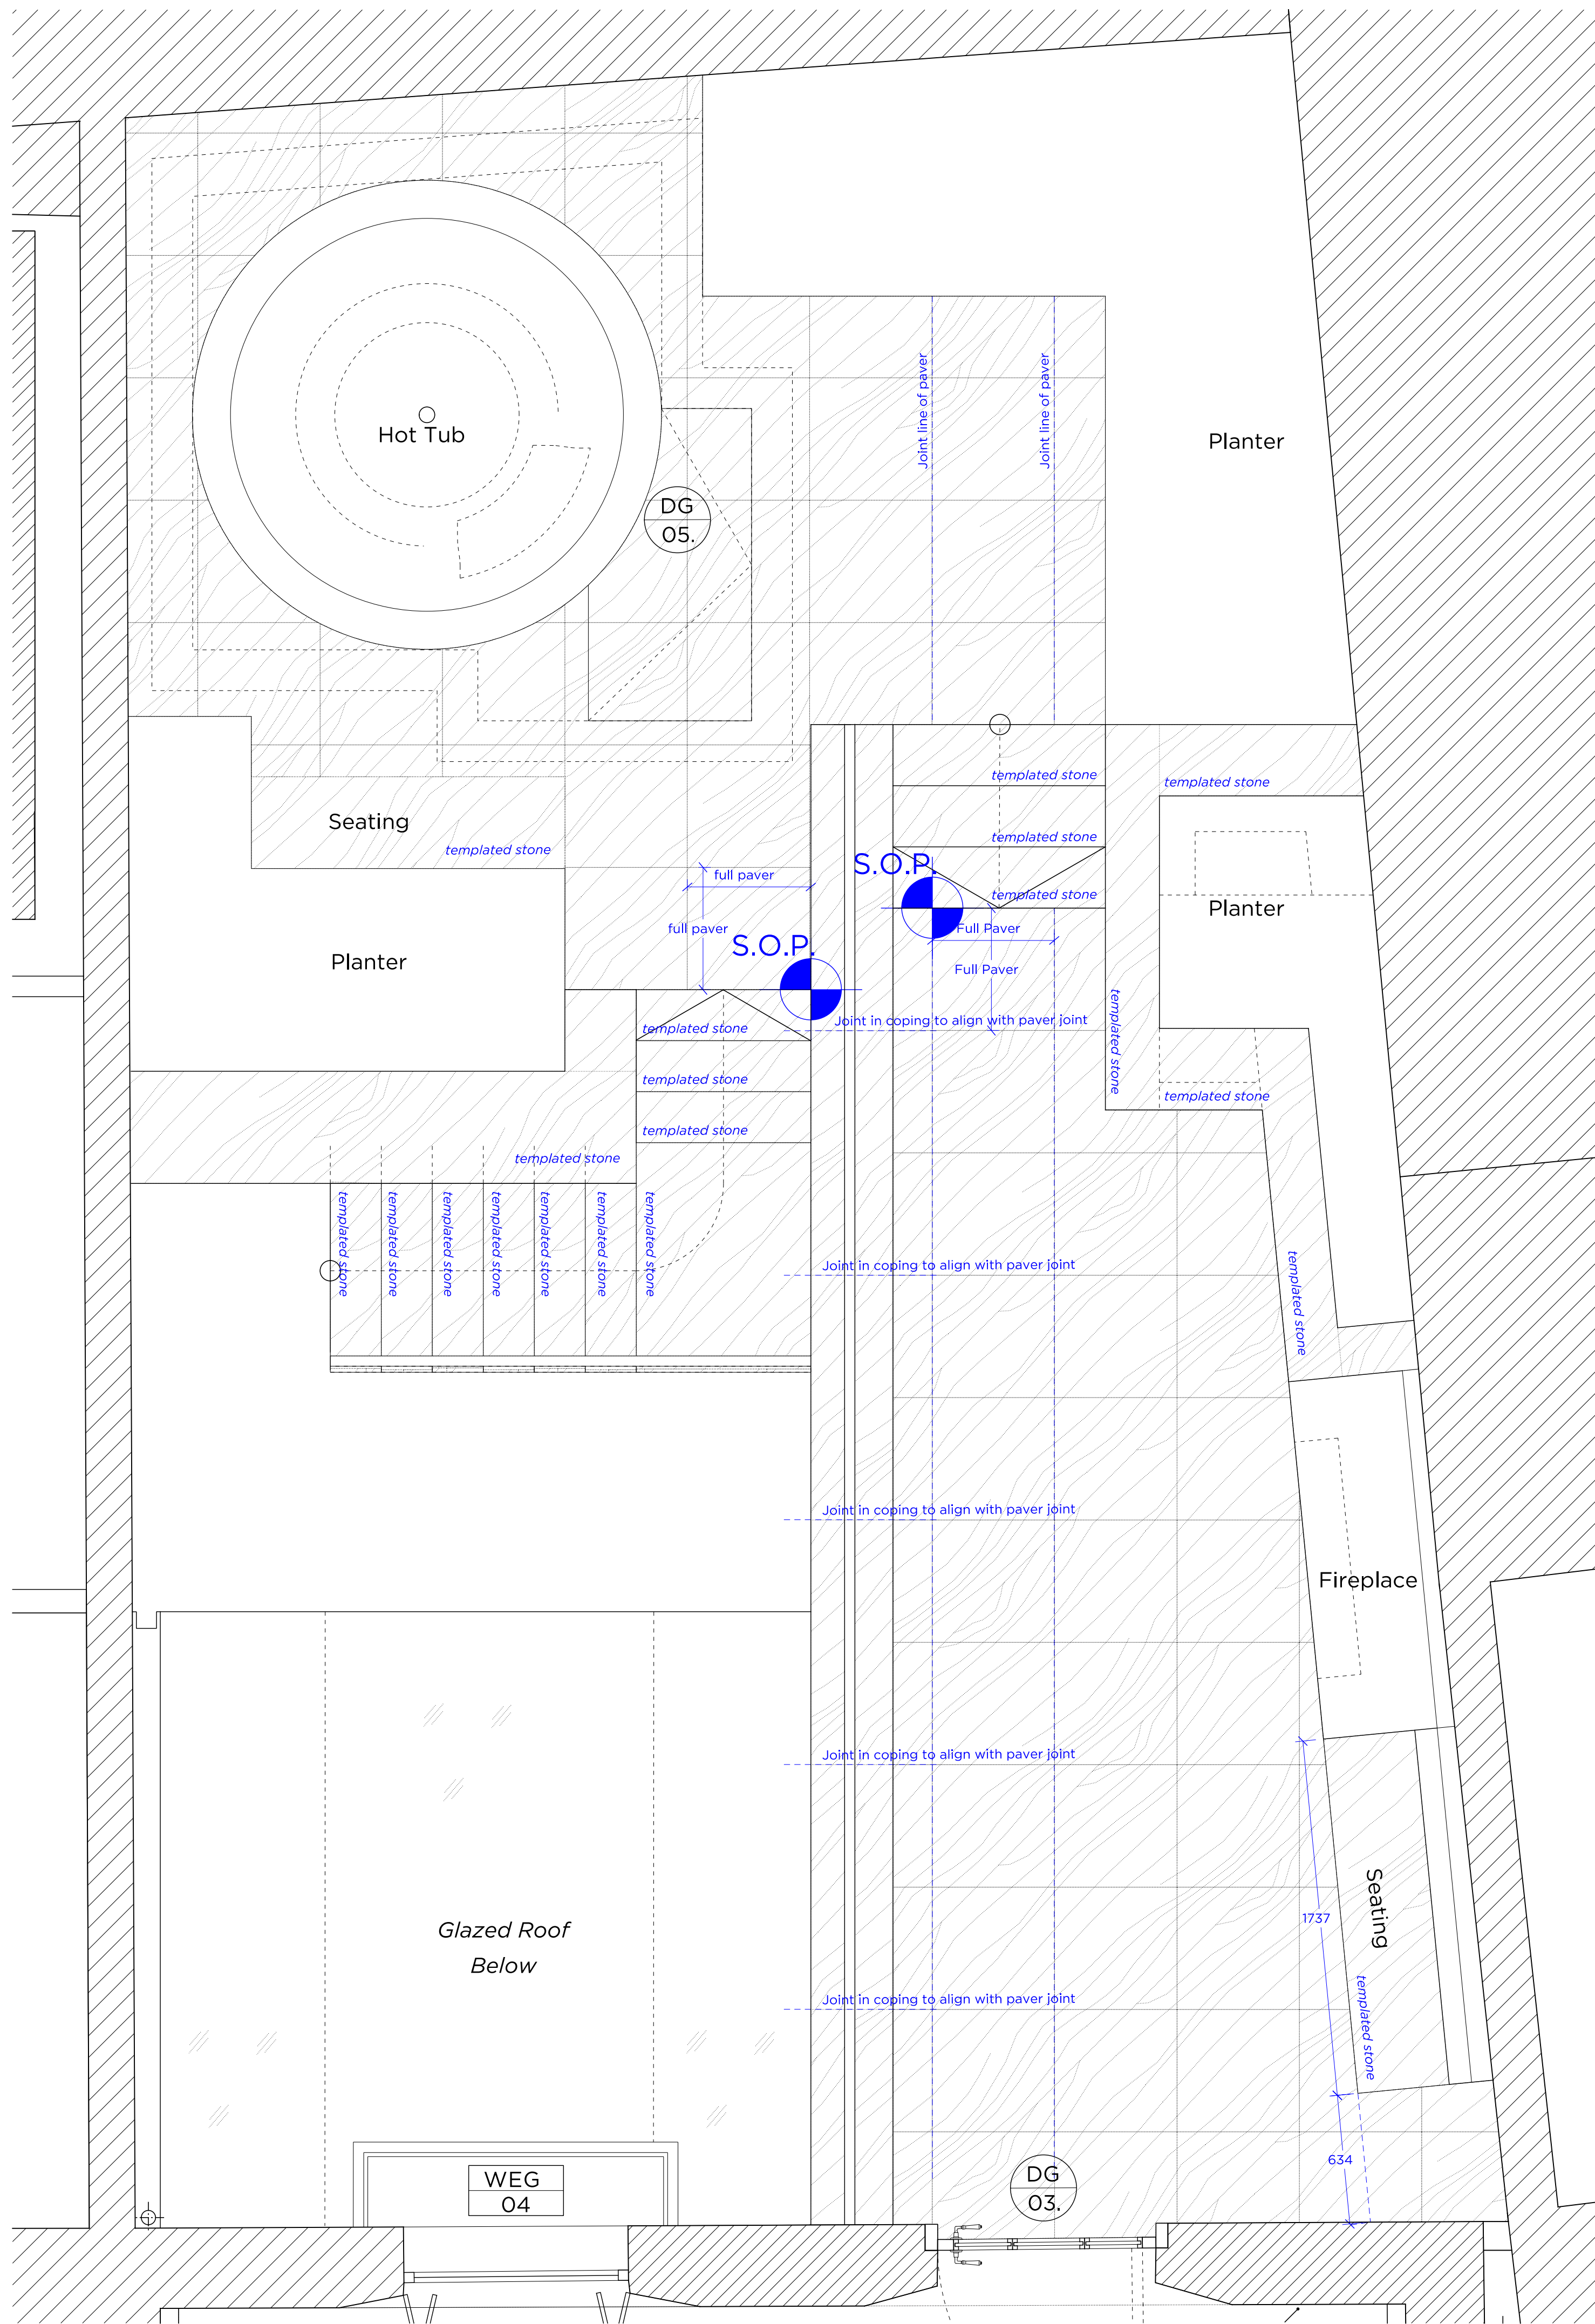 Joint line of paver
Joint line of paver
Hot Tub
Planter
DG
05.
templated stone
templated stone
Seating
templated stone
templated stone
S.O.P.
full paver
templated stone
Planter
full paver
Full Paver
S.O.P.
Planter
Full Paver
templated stone
Joint in coping to align with paver joint
templated stone
templated stone
templated stone
templated stone
templated stone
templated stone
templated stone
templated stone
templated stone
templated stone
templated stone
templated stone
Joint in coping to align with paver joint
templated stone
Joint in coping to align with paver joint
Fireplace
Joint in coping to align with paver joint
Seating
1737
Glazed Roof
Below
templated stone
Joint in coping to align with paver joint
634
WEG
04
DG
03.